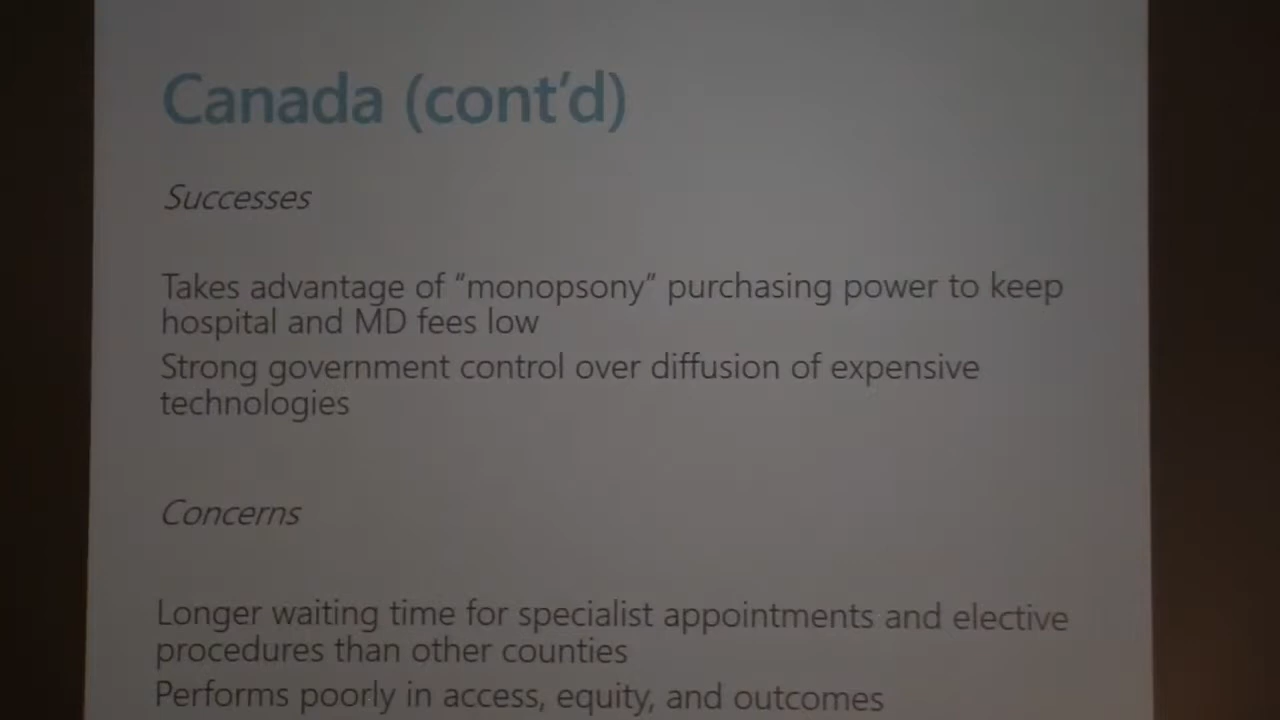 Canada (cont’d)
Successes
Takes advantage of “monopsony” purchasing power to keep
hospital and MD fees low
Strong government control over diffusion of expensive
technologies
Concerns
Longer waiting time for specialist appointments and elective
procedures than other counties
Performs poorly in access, equity, and outcomes